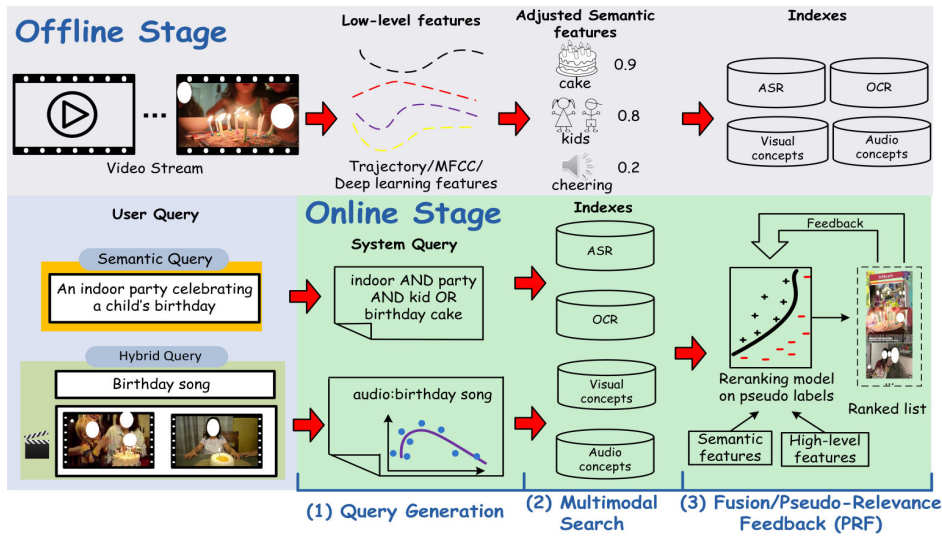 Offline Stage
Low-level features
Adjusted Semantic
features
Indexes
0.9
cake
0.8
kids
0.2
cheering
ASR
OCR
Visual
concepts
Audio
concepts
...
Video Stream
Trajectory/MFCC/
Deep learning features
User Query
Online Stage
Indexes
Semantic Query
An indoor party celebrating
a child's birthday
System Query
indoor AND party
AND kid OR
birthday cake
ASR
OCR
Visual
concepts
Audio
concepts
Feedback
Reranking model
on pseudo labels
Ranked list
...
Semantic
features
High-level
features
Hybrid Query
Birthday song
audio:birthday song
(1) Query Generation
(2) Multimodal
Search
(3) Fusion/Pseudo-Relevance
Feedback (PRF)